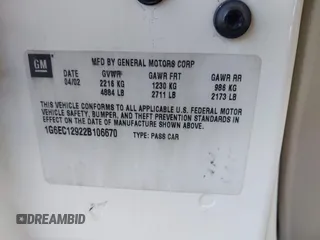 GM
MFD BY GENERAL MOTORS CORP
DATE GVWR GAWR FRT GAWR RR
04/02 2216 KG 1230 KG 986 KG
4884 LB 2711 LB 2173 LB
THIS VEHICLE CONFORMS TO ALL APPLICABLE U.S. FEDERAL MOTOR
VEHICLE SAFETY, BUMPER, AND THEFT PREVENTION STANDARDS
IN EFFECT ON THE DATE OF MANUFACTURE SHOWN ABOVE.
1G6EC12922B106670 TYPE: PASS CAR
DREAMBID